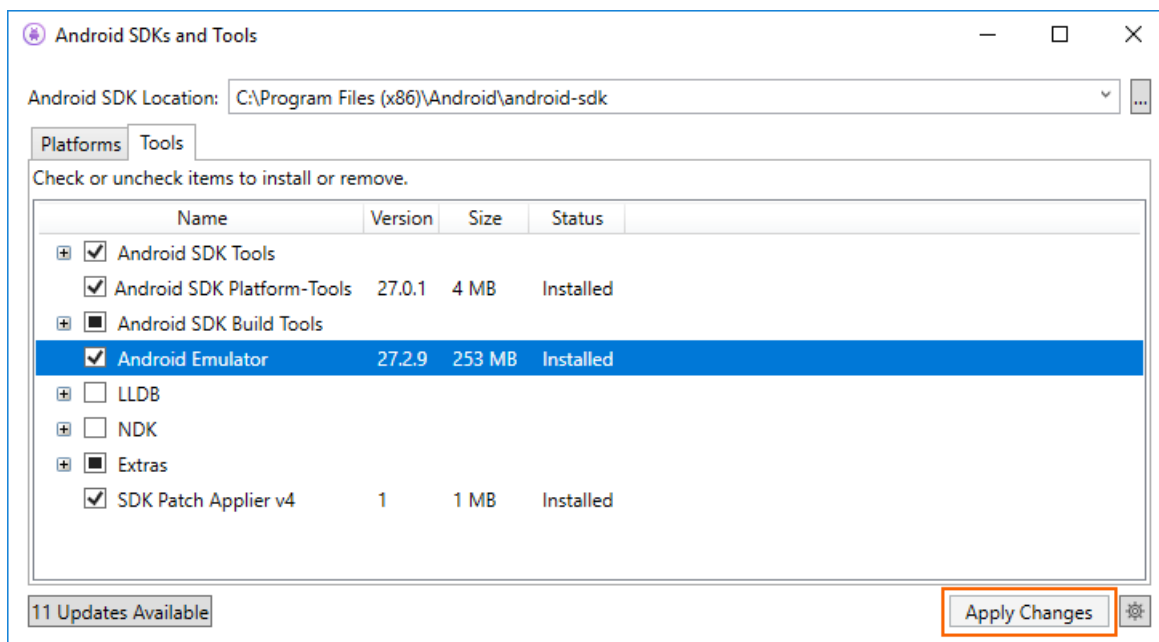 Android SDKs and Tools
Android SDK Location: C:\Program Files (x86)\Android\android-sdk ...
Platforms Tools
Check or uncheck items to install or remove.
Name Version Size Status
Android SDK Tools
Android SDK Platform-Tools 27.0.1 4 MB Installed
Android SDK Build Tools
Android Emulator 27.2.9 253 MB Installed
LLDB
NDK
Extras
SDK Patch Applier v4 1 1 MB Installed
11 Updates Available Apply Changes